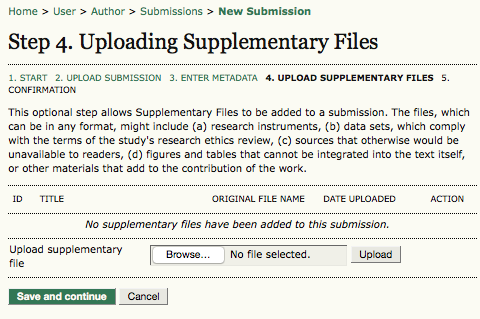 Home > User > Author > Submissions > New Submission
Step 4. Uploading Supplementary Files
1. START 2. UPLOAD SUBMISSION 3. ENTER METADATA 4. UPLOAD SUPPLEMENTARY FILES 5.
CONFIRMATION
This optional step allows Supplementary Files to be added to a submission. The files, which
can be in any format, might include (a) research instruments, (b) data sets, which comply
with the terms of the study's research ethics review, (c) sources that otherwise would be
unavailable to readers, (d) figures and tables that cannot be integrated into the text itself,
or other materials that add to the contribution of the work.
ID TITLE ORIGINAL FILE NAME DATE UPLOADED ACTION
No supplementary files have been added to this submission.
Upload supplementary
file
Browse... No file selected. Upload
Save and continue Cancel